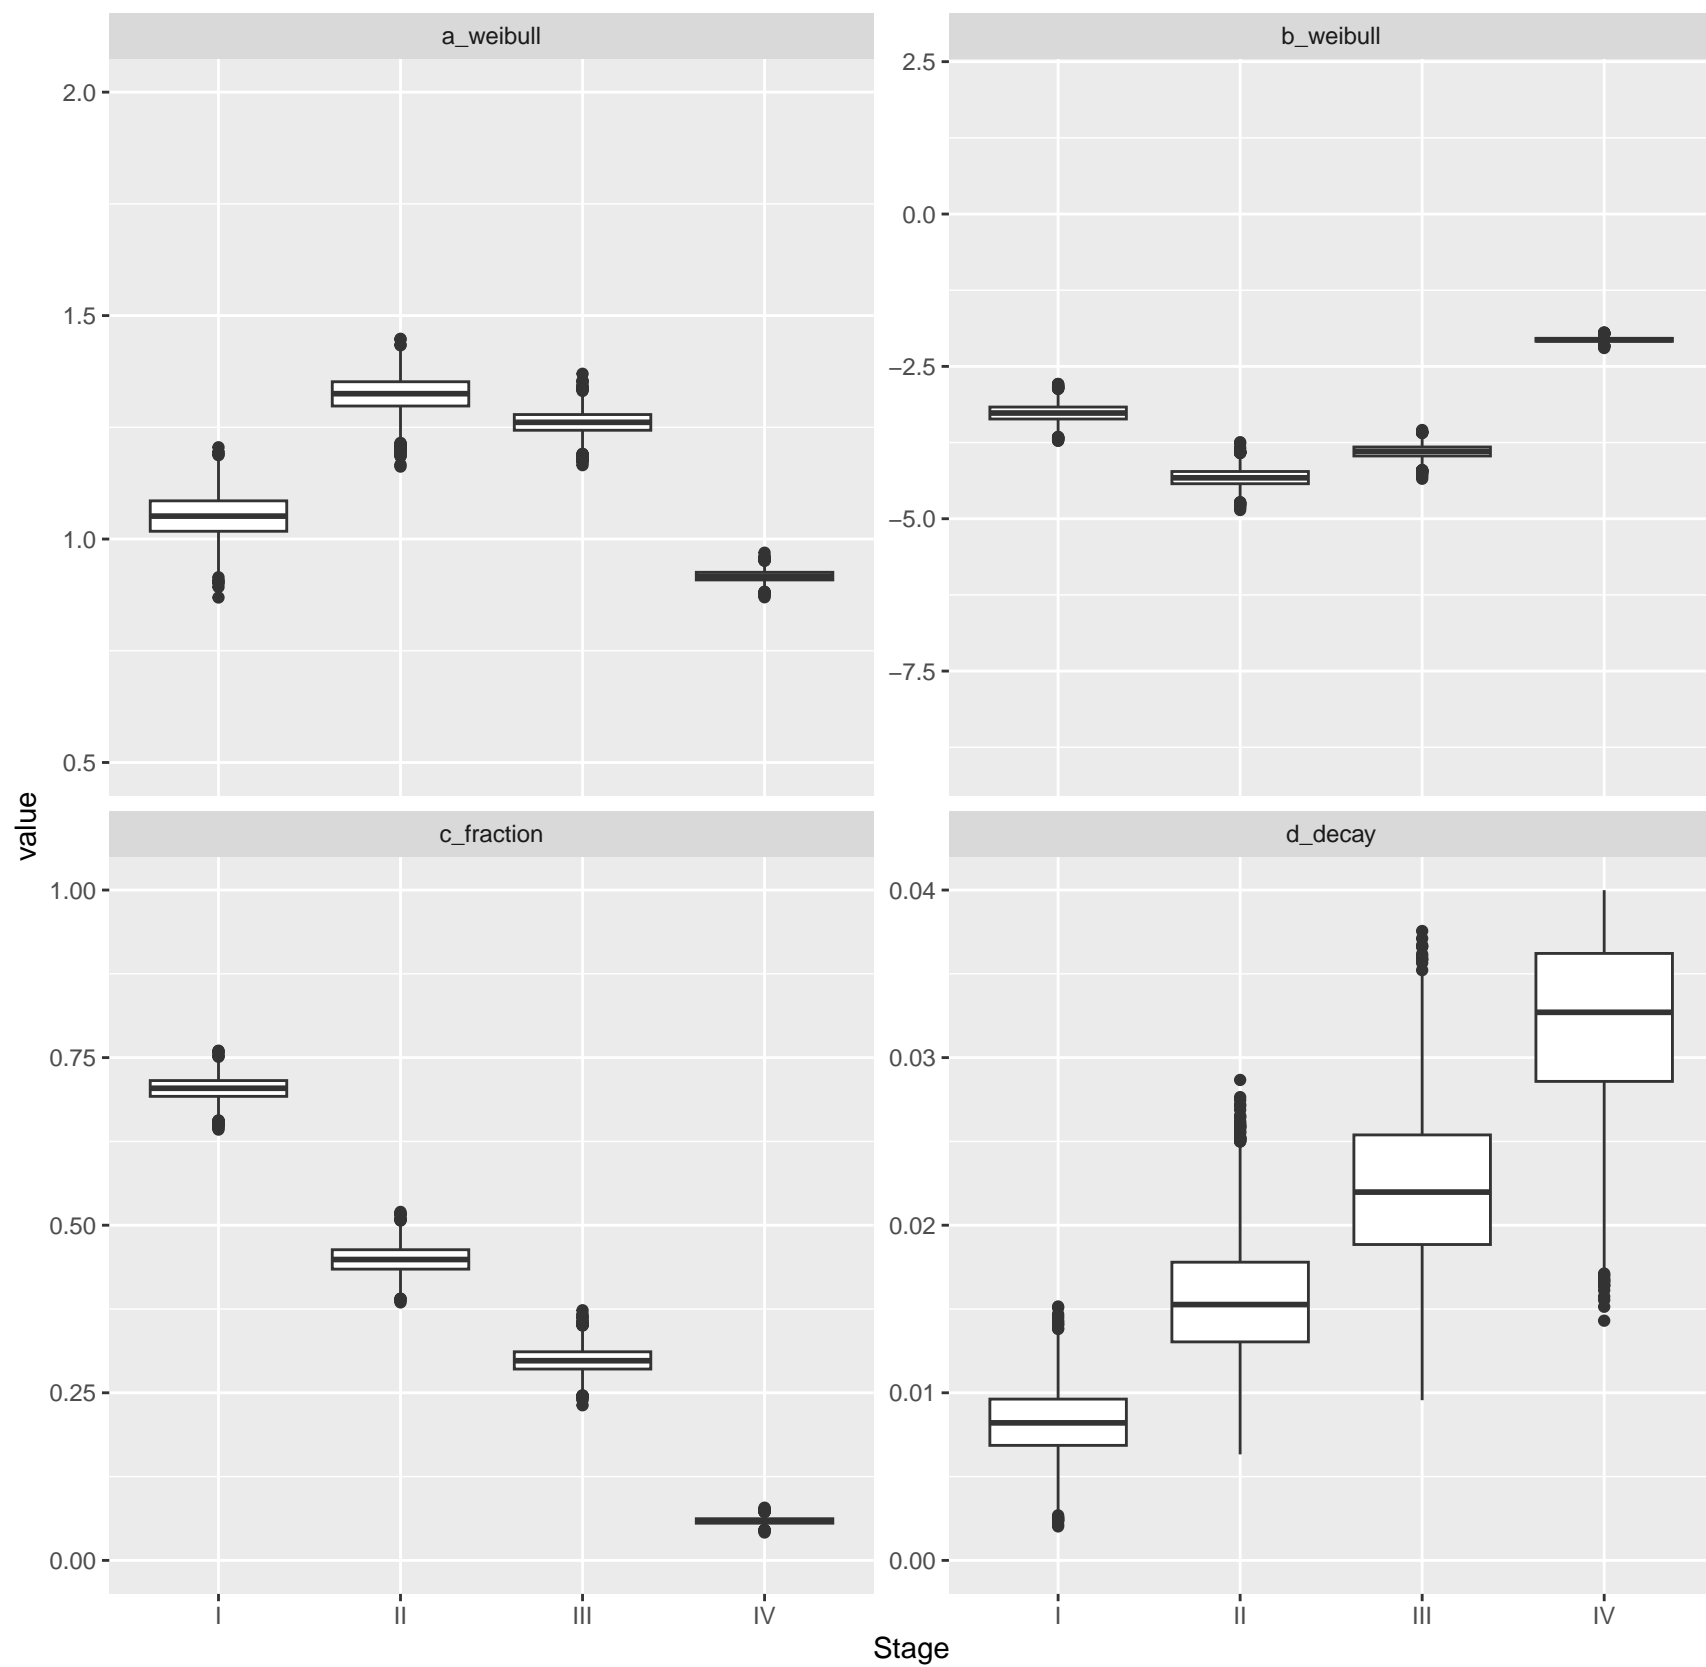 a_weibull
b_weibull
2.0
1.5
1.0
0.5
2.5
0.0
−2.5
−5.0
−7.5
value
c_fraction
d_decay
1.00
0.75
0.50
0.25
0.00
0.04
0.03
0.02
0.01
0.00
I II III IV
I II III IV
Stage